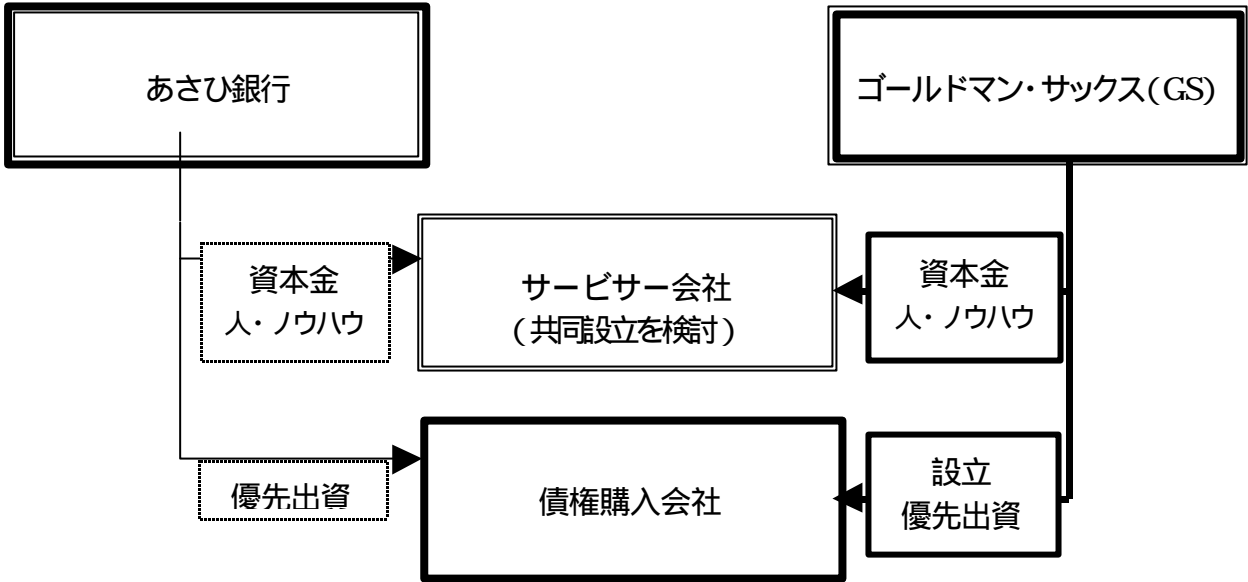 あさひ銀行
ゴールドマン・サックス(GS)
資本金
人・ノウハウ
サービサー会社
(共同設立を検討)
資本金
人・ノウハウ
優先出資
債権購入会社
設立
優先出資